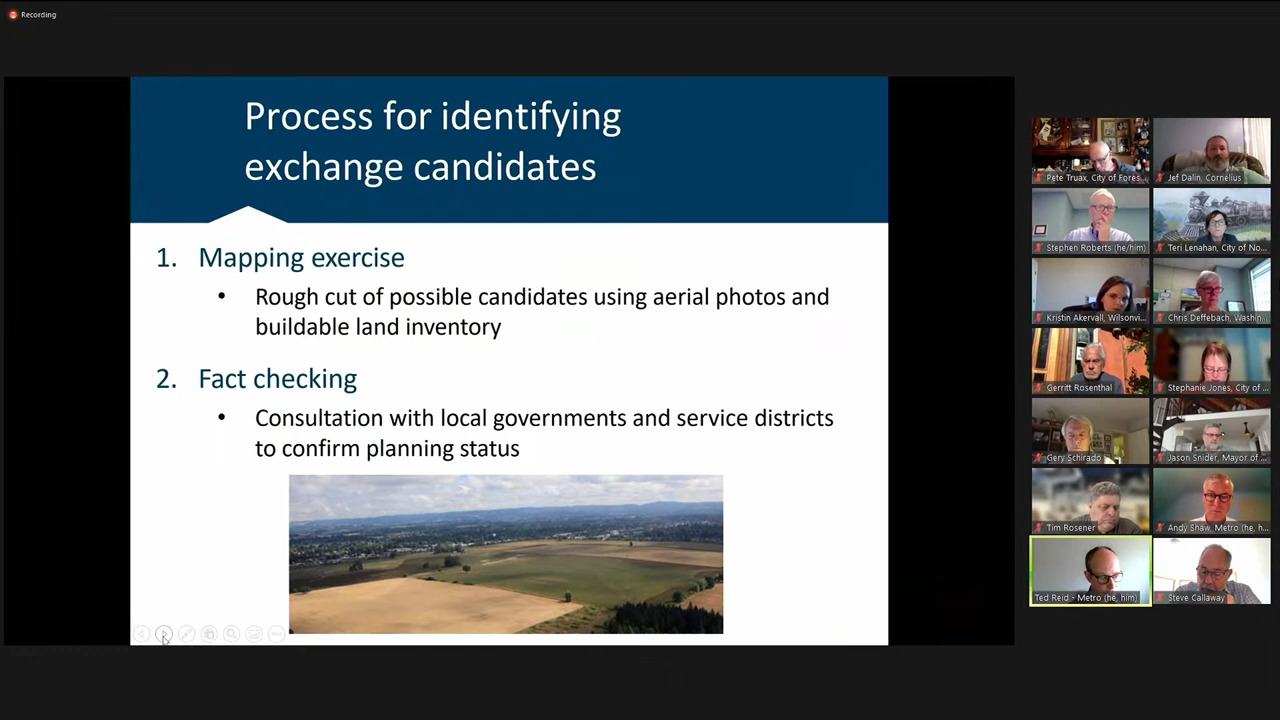 Recording
Process for identifying
exchange candidates
1. Mapping exercise
• Rough cut of possible candidates using aerial photos and
buildable land inventory
2. Fact checking
• Consultation with local governments and service districts
to confirm planning status
Pete Truax, City of Fores...
Jef Dalin, Cornelius
Stephen Roberts (he/him)
Teri Lenahan, City of No...
Kristin Akervall, Wilsonvi...
Chris Deffebach, Washin...
Gerritt Rosenthal
Stephanie Jones, City of ...
Gery Schirado
Jason Snider, Mayor of ...
Tim Rosener
Andy Shaw, Metro (he, h...
Ted Reid - Metro (he, him)
Steve Callaway